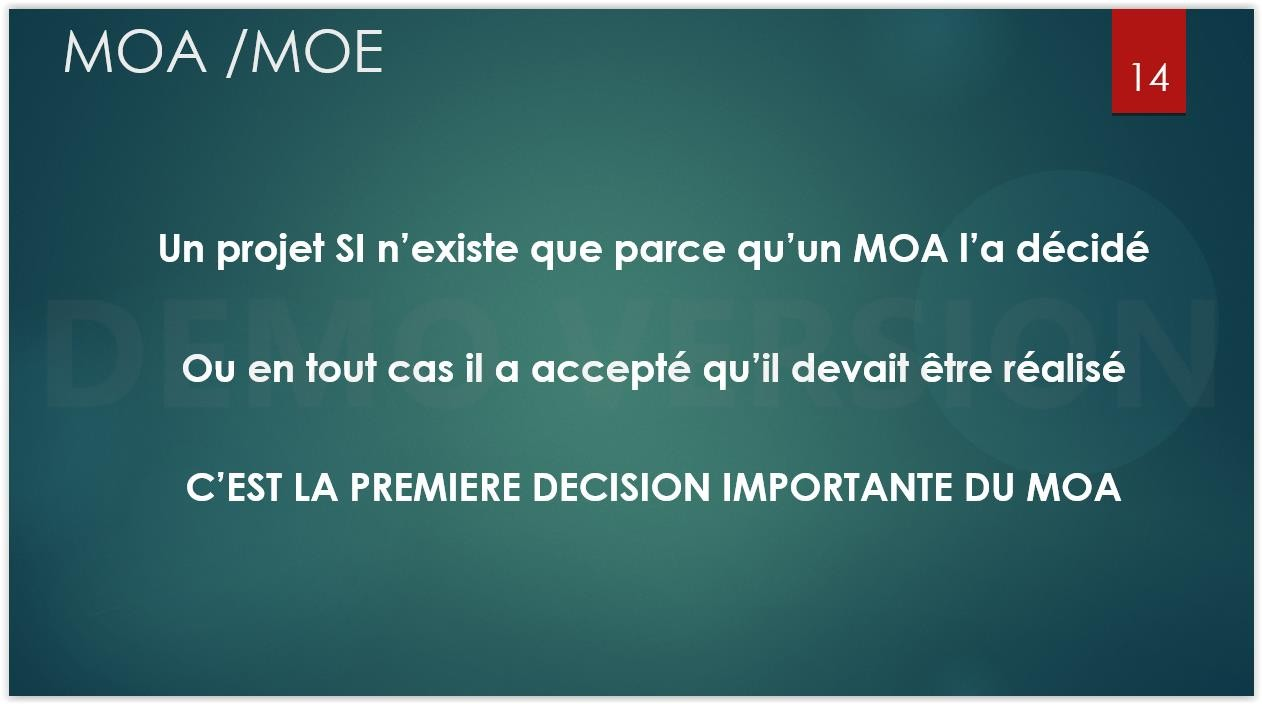 MOA /MOE
14
Un projet SI n’existe que parce qu’un MOA l’a décidé
DEMO VERSION
Ou en tout cas il a accepté qu’il devait être réalisé
C’EST LA PREMIERE DECISION IMPORTANTE DU MOA